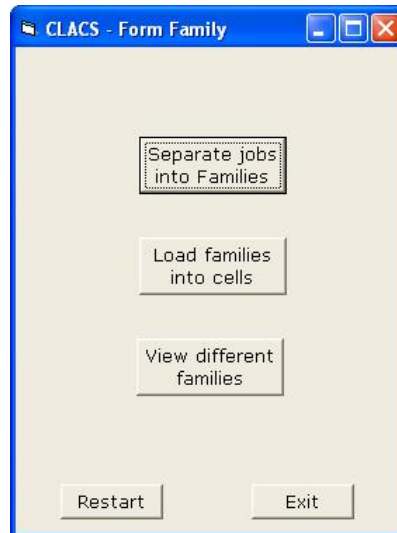 CLACS - Form Family
Separate jobs
into Families
Load families
into cells
View different
families
Restart
Exit